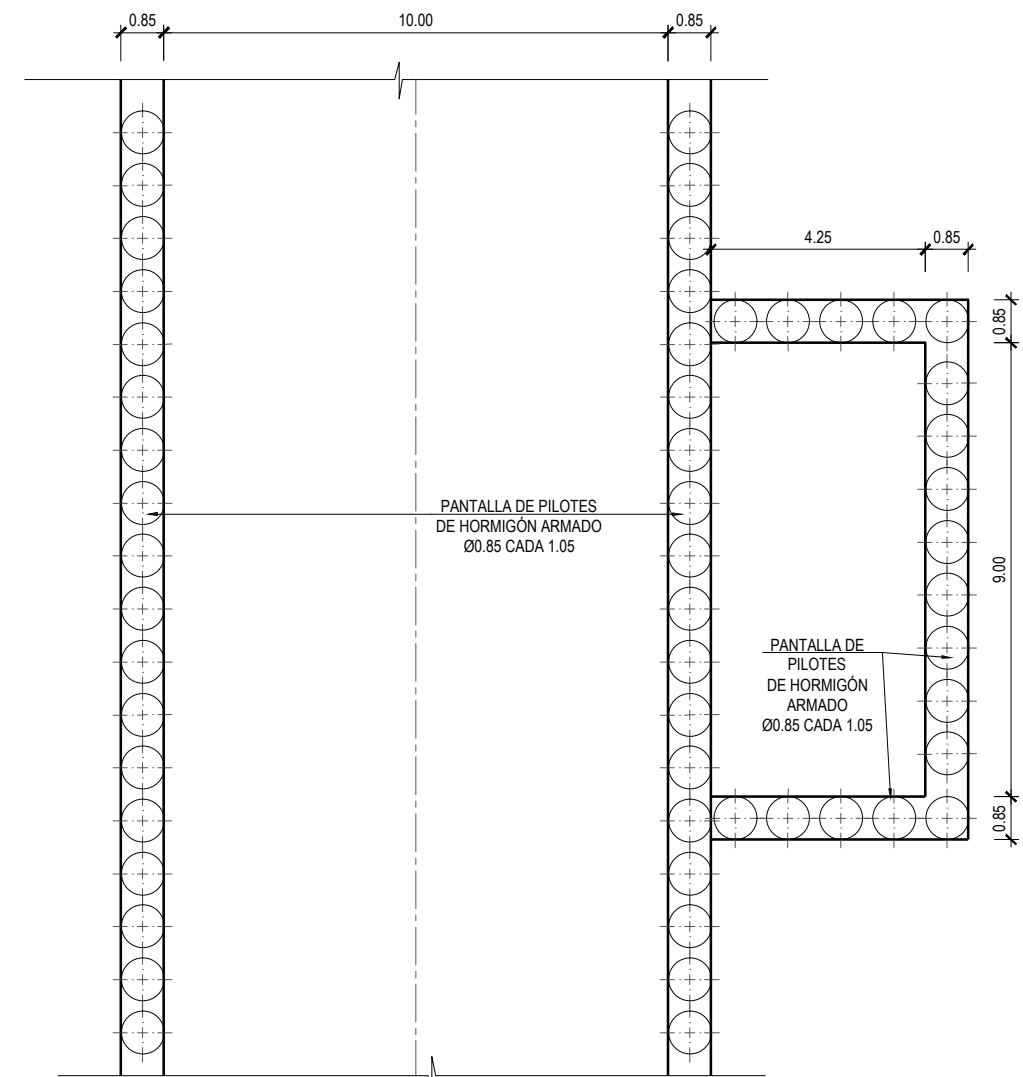 0.85
10.00
0.85
4.25
0.85
0.85
PANTALLA DE PILOTES
DE HORMIGÓN ARMADO
Ø0.85 CADA 1.05
9.00
PANTALLA DE
PILOTES
DE HORMIGÓN
ARMADO
Ø0.85 CADA 1.05
0.85